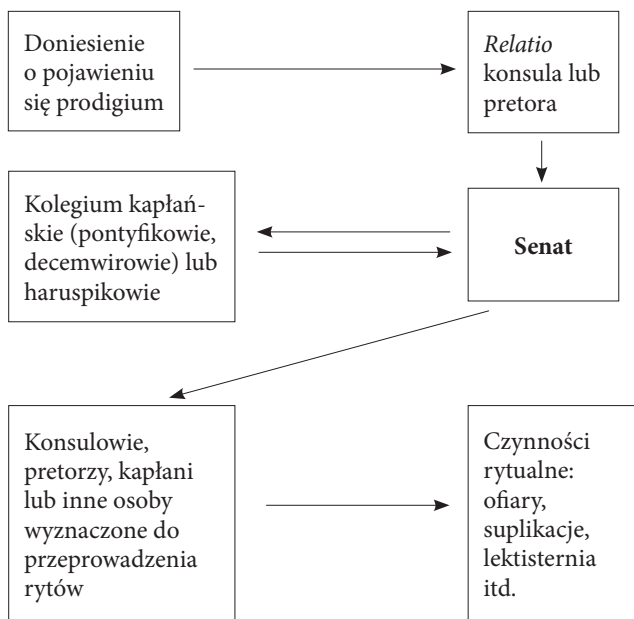 Doniesienie
o pojawieniu
się prodigium
Relatio
konsula lub
pretora
Kolegium kapłań-
skie (pontyfikowie,
decemwirowie) lub
haruspikowie
Senat
Konsulowie,
pretorzy, kapłani
lub inne osoby
wyznaczone do
przeprowadzenia
rytów
Czynności
rytualne:
ofiary,
suplikacje,
lektisternia
itd.